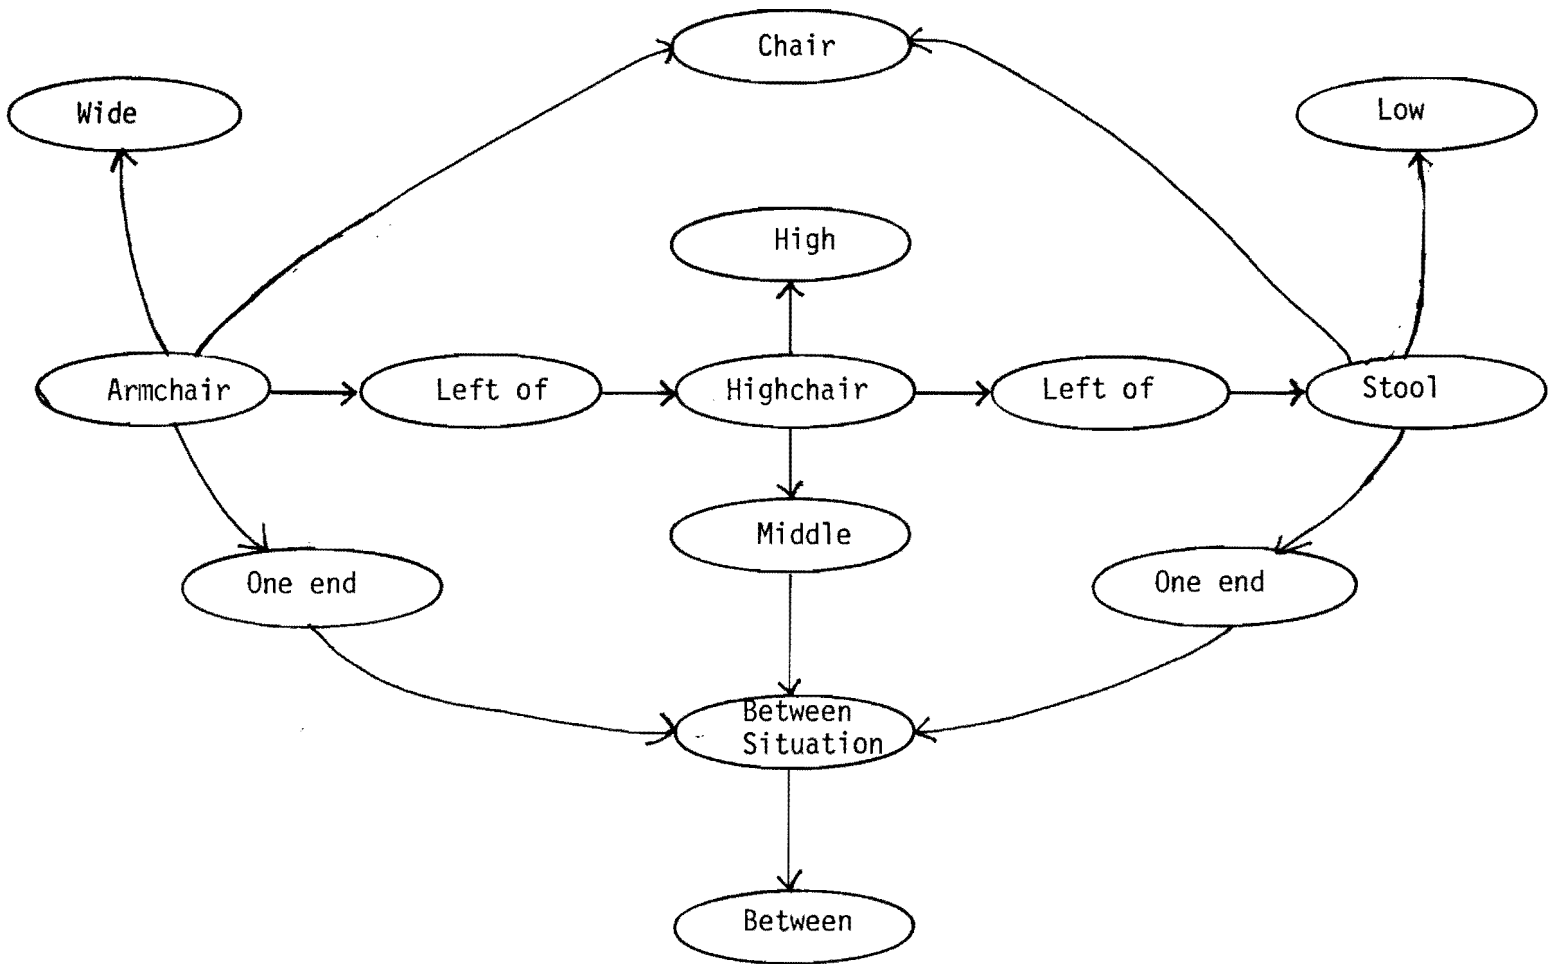 Chair
Wide
Low
High
Armchair
Left of
Highchair
Left of
Stool
Middle
One end
One end
Between
Situation
Between